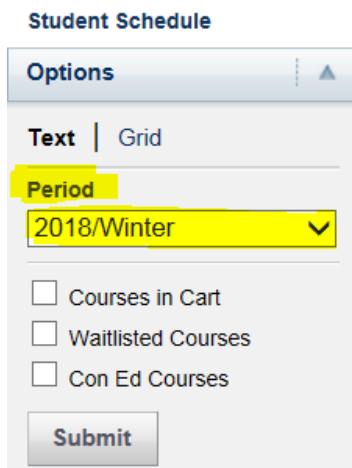 Student Schedule
Options
Text | Grid
Period
2018/Winter
Courses in Cart
Waitlisted Courses
Con Ed Courses
Submit